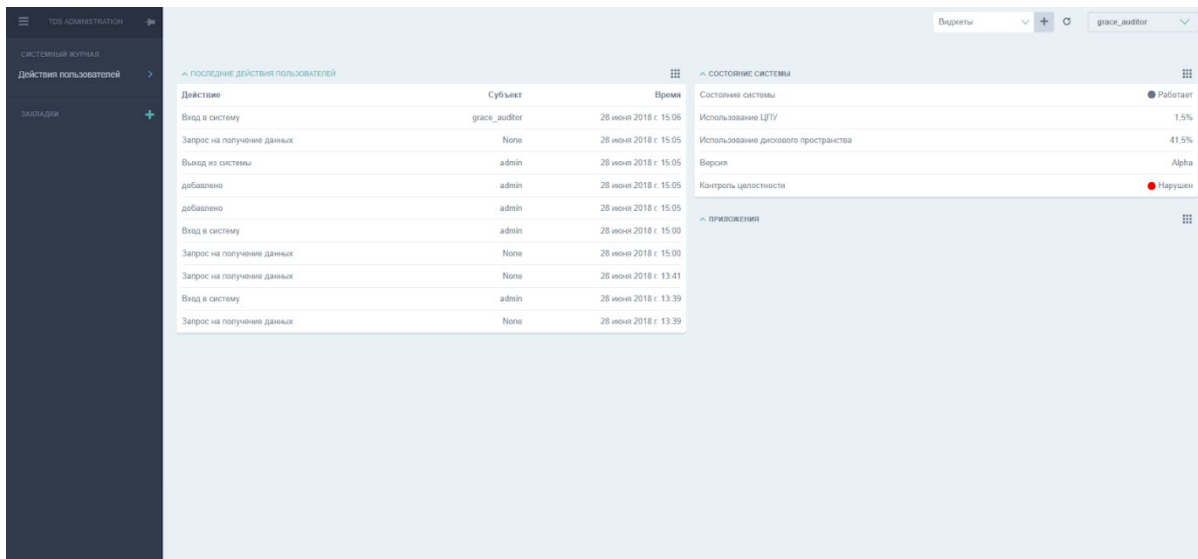 TDS ADMINISTRATION
Виджеты
grace_auditor
СИСТЕМНЫЙ ЖУРНАЛ
Действия пользователей
ЗАКЛАДКИ
ПОСЛЕДНИЕ ДЕЙСТВИЯ ПОЛЬЗОВАТЕЛЕЙ
Действие Субъект Время
Вход в систему grace_auditor 28 июня 2018 г. 15:06
Запрос на получение данных None 28 июня 2018 г. 15:05
Выход из системы admin 28 июня 2018 г. 15:05
добавлено admin 28 июня 2018 г. 15:05
добавлено admin 28 июня 2018 г. 15:05
Вход в систему admin 28 июня 2018 г. 15:00
Запрос на получение данных None 28 июня 2018 г. 15:00
Запрос на получение данных None 28 июня 2018 г. 13:41
Вход в систему admin 28 июня 2018 г. 13:39
Запрос на получение данных None 28 июня 2018 г. 13:39
СОСТОЯНИЕ СИСТЕМЫ
Состояние системы Работает
Использование ЦПУ 1,5%
Использование дискового пространства 41,5%
Версия Alpha
Контроль целостности Нарушен
ПРИЛОЖЕНИЯ